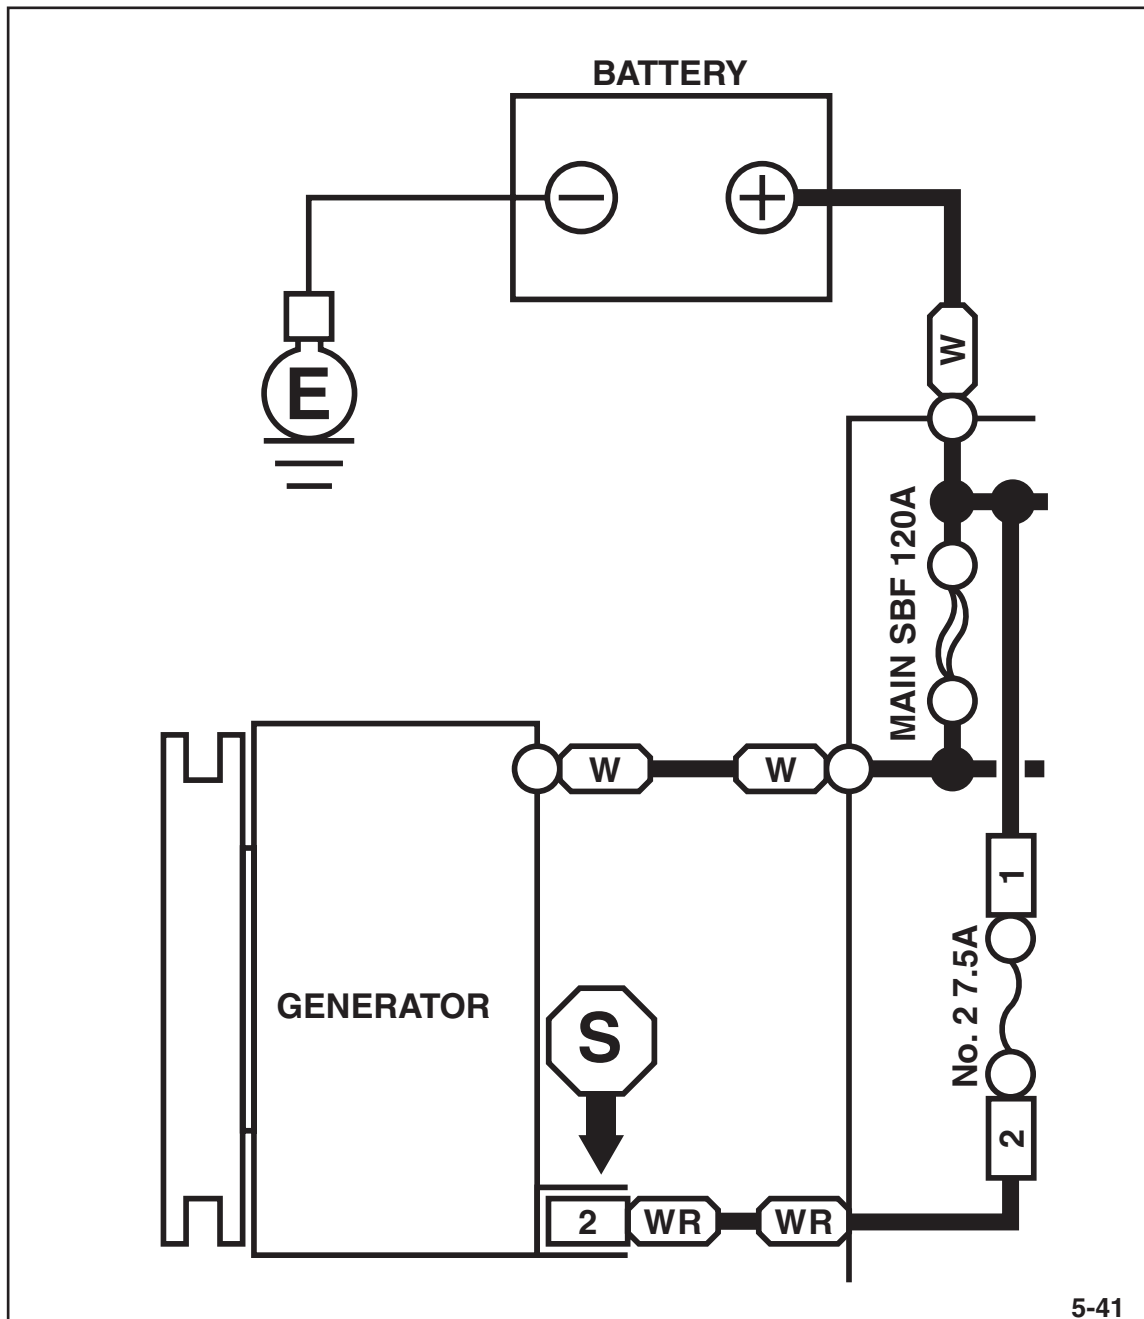 BATTERY
−
+
W
E
MAIN SBF 120A
W
W
1
GENERATOR
S
No. 2 7.5A
2
2
WR
WR
5-41